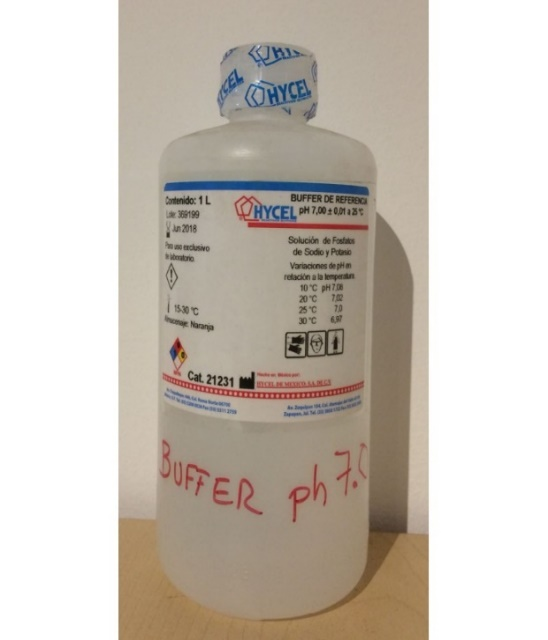 HYCEL
HYCEL
Contenido: 1 L
Lote: 369199
Jun 2018
Para uso exclusivo
de laboratorio
15-30 °C
Almacenaje: Naranja
Cat. 21231
HYCEL
BUFFER DE REFERENCIA
pH 7,00 ± 0,01 a 25 °C
Solución de Fosfatos
de Sodio y Potasio
Variaciones de pH en
relación a la temperatura.
10 °C pH 7,08
20 °C 7,02
25 °C 7,0
30 °C 6,97
Hecho en México por:
HYCEL DE MEXICO, S.A. DE C.V.
BUFFER ph 7.0